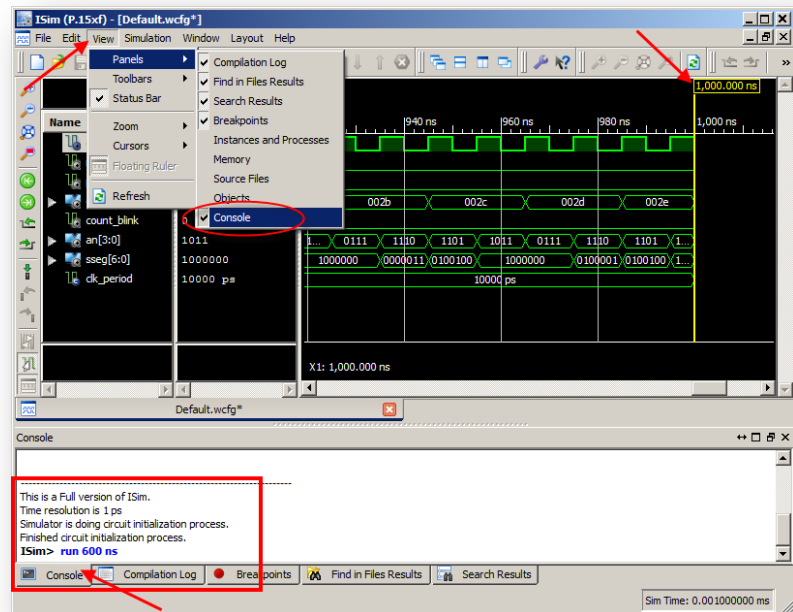 ISim (P.15xf) - [Default.wcfg*]
File Edit View Simulation Window Layout Help
Panels
Toolbars
Status Bar
Zoom
Cursors
Floating Ruler
Refresh
Compilation Log
Find in Files Results
Search Results
Breakpoints
Instances and Processes
Memory
Source Files
Objects
Console
»
1,000.000 ns
Name
940 ns 960 ns 980 ns 1,000 ns
002b 002c 002d 002e
count_blink
an[3:0] 1011 1... 0111 1110 1101 1011 0111 1110 1101 1...
sseg[6:0] 1000000 1000000 0000011 0100100 1000000 0100001 0100100 1...
clk_period 10000 ps 10000 ps
X1: 1,000.000 ns
Default.wcfg*
Console
This is a Full version of ISim.
Time resolution is 1 ps
Simulator is doing circuit initialization process.
Finished circuit initialization process.
ISim> run 600 ns
Console Compilation Log Breakpoints Find in Files Results Search Results
Sim Time: 0.001000000 ms